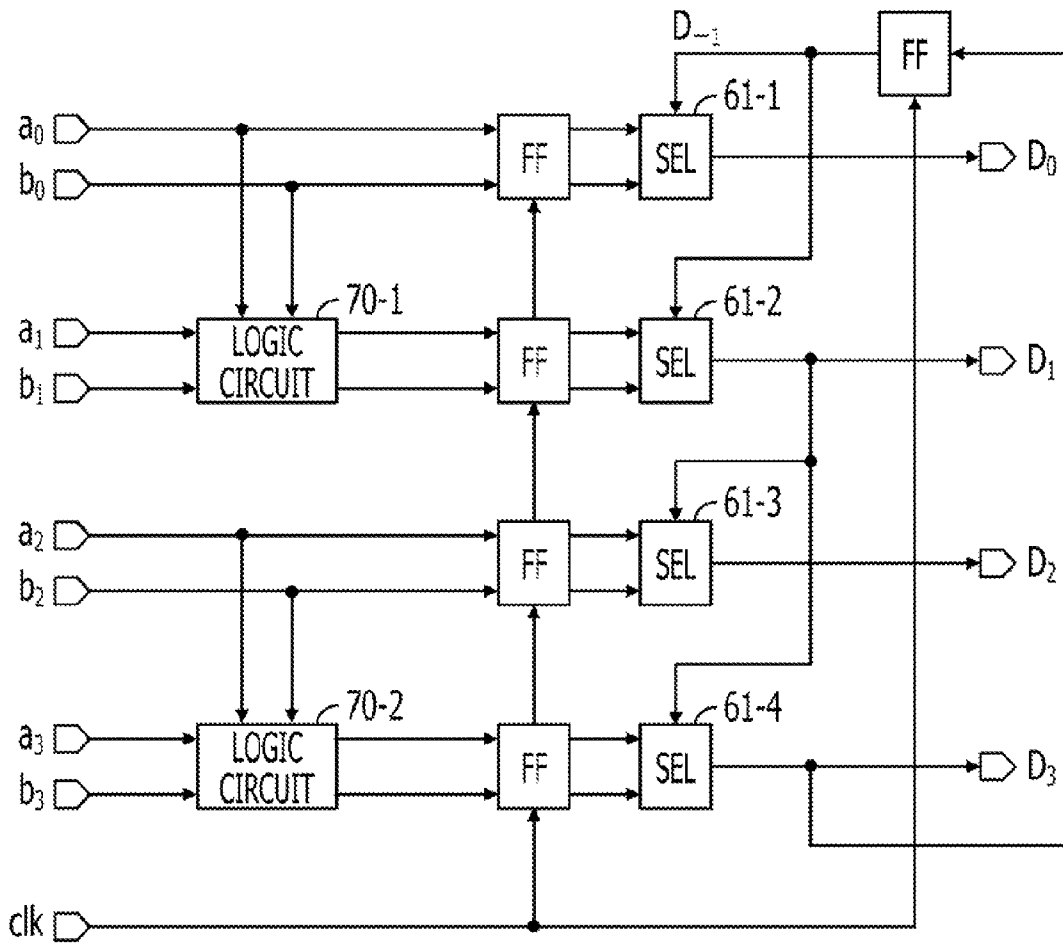 D₋₁
FF
61-1
a₀
FF
SEL
D₀
b₀
70-1
61-2
a₁
LOGIC
CIRCUIT
FF
SEL
D₁
b₁
61-3
a₂
FF
SEL
D₂
b₂
70-2
61-4
a₃
LOGIC
CIRCUIT
FF
SEL
D₃
b₃
clk